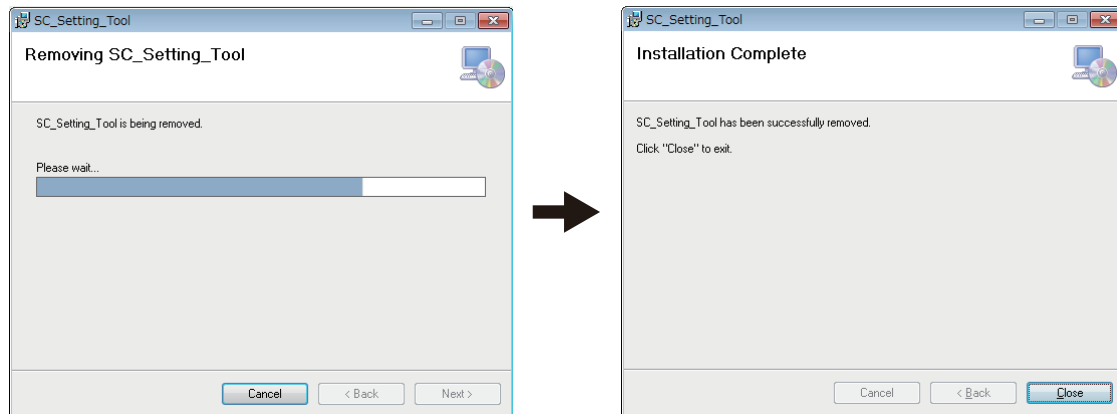 SC_Setting_Tool
Removing SC_Setting_Tool
SC_Setting_Tool is being removed.
Please wait...
Cancel
< Back
Next >
SC_Setting_Tool
Installation Complete
SC_Setting_Tool has been successfully removed.
Click "Close" to exit.
Cancel
< Back
Close